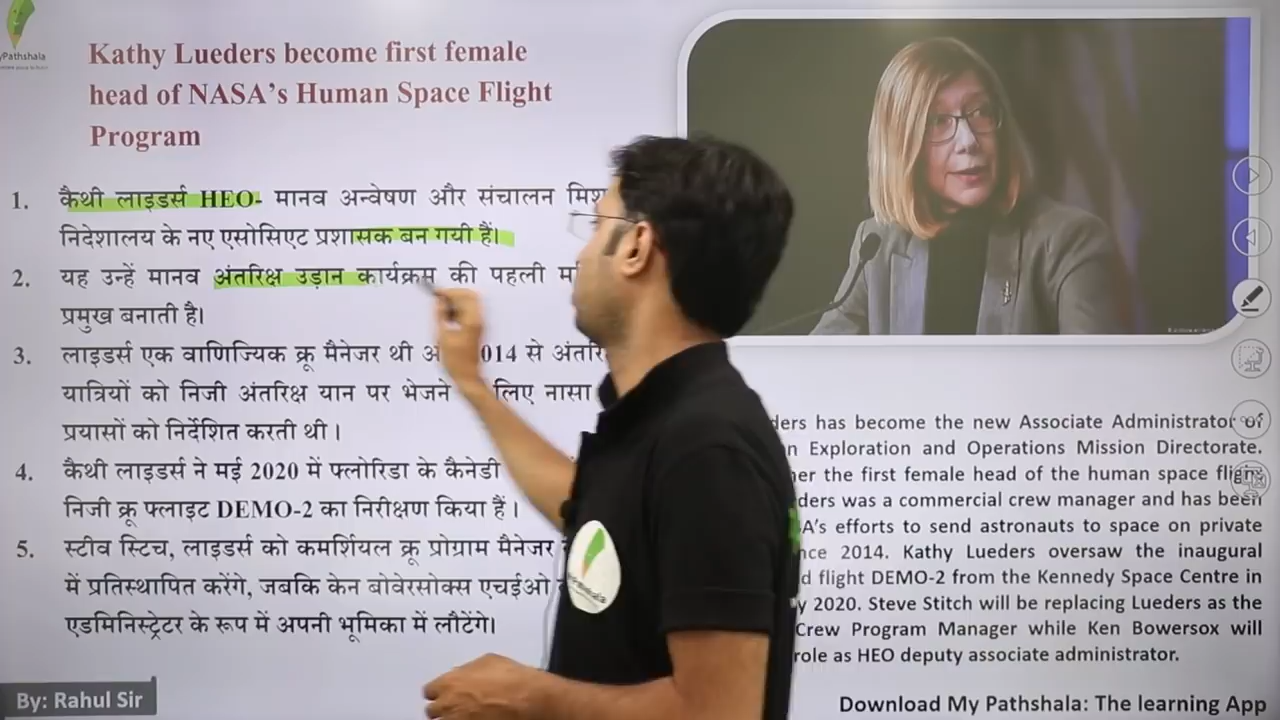 Pathshala
Kathy Lueders become first female
head of NASA's Human Space Flight
Program
1. कैथी लाइडर्स HEO- मानव अन्वेषण और संचालन
निदेशालय के नए एसोसिएट प्रशासक बन गयी हैं।
2. यह उन्हें मानव अंतरिक्ष उड़ान कार्यक्रम की पहली
प्रमुख बनाती है।
3. लाइडर्स एक वाणिज्यिक क्रू मैनेजर थी 014 से
यात्रियों को निजी अंतरिक्ष यान पर भेजने लिए नासा
प्रयासों को निर्देशित करती थी।
4. कैथी लाइडर्स ने मई 2020 में फ्लोरिडा के कैनेडी
निजी क्रू फ्लाइट DEMO-2 का निरीक्षण किया हैं।
5. स्टीव स्टिच, लाइडर्स को कमर्शियल क्रू प्रोग्राम मैनेजर
में प्रतिस्थापित करेंगे, जबकि केन बोवेरसोक्स एचईओ
एडमिनिस्ट्रेटर के रूप में अपनी भूमिका में लौटेंगे।
ders has become the new Associate Administrator of
n Exploration and Operations Mission Directorate.
her the first female head of the human space flight
ders was a commercial crew manager and has been
A's efforts to send astronauts to space on private
nce 2014. Kathy Lueders oversaw the inaugural
d flight DEMO-2 from the Kennedy Space Centre in
y 2020. Steve Stitch will be replacing Lueders as the
Crew Program Manager while Ken Bowersox will
role as HEO deputy associate administrator.
By: Rahul Sir
Download My Pathshala: The learning App